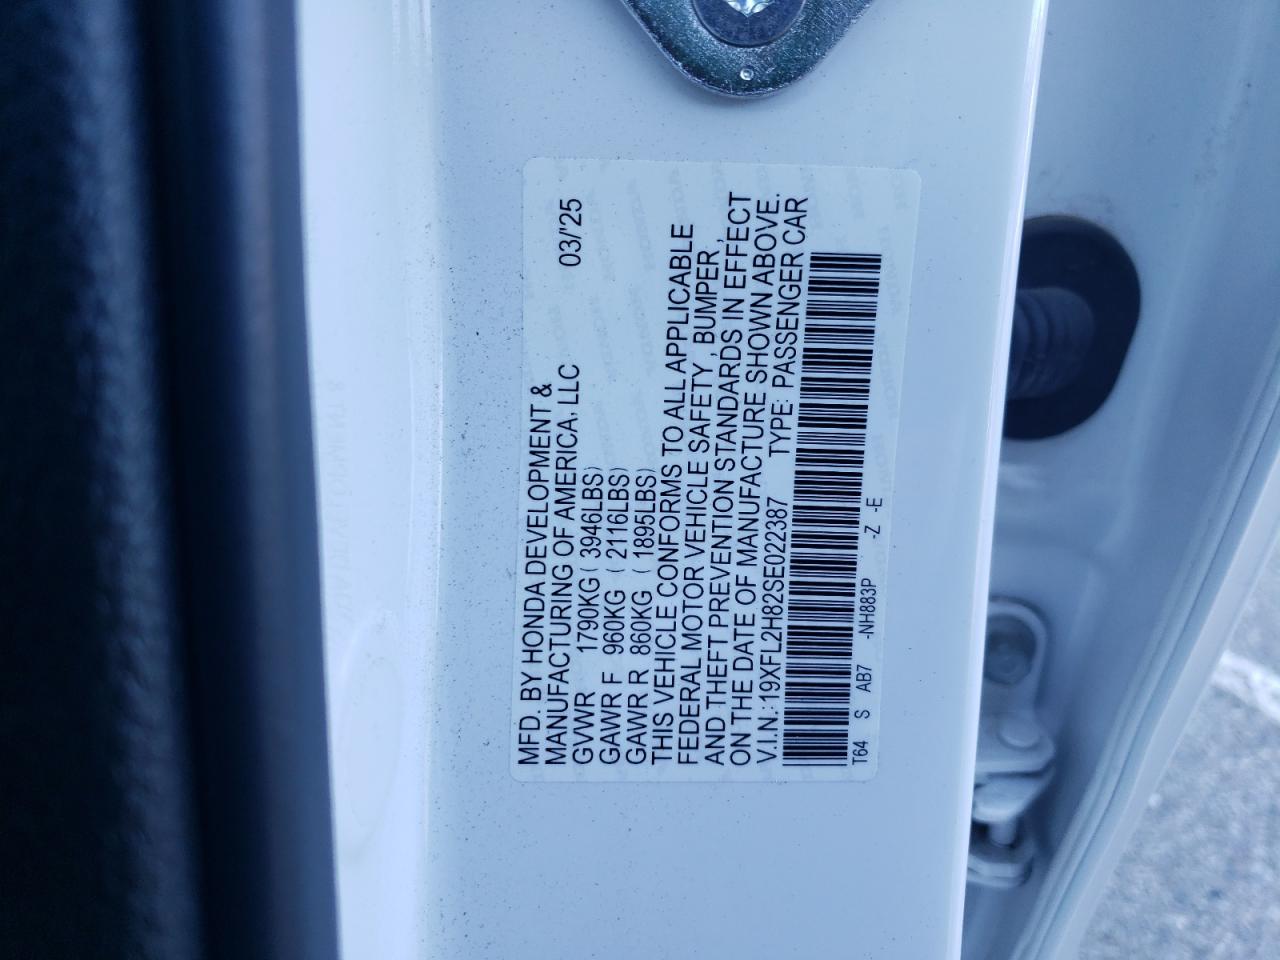 MFD. BY HONDA DEVELOPMENT &
MANUFACTURING OF AMERICA, LLC 03/'25
GVWR 1790KG ( 3946LBS)
GAWR F 960KG ( 2116LBS)
GAWR R 860KG ( 1895LBS)
THIS VEHICLE CONFORMS TO ALL APPLICABLE
FEDERAL MOTOR VEHICLE SAFETY, BUMPER,
AND THEFT PREVENTION STANDARDS IN EFFECT
ON THE DATE OF MANUFACTURE SHOWN ABOVE.
V.I.N.:19XFL2H82SE022387 TYPE: PASSENGER CAR
T64 S AB7 -NH883P -Z -E